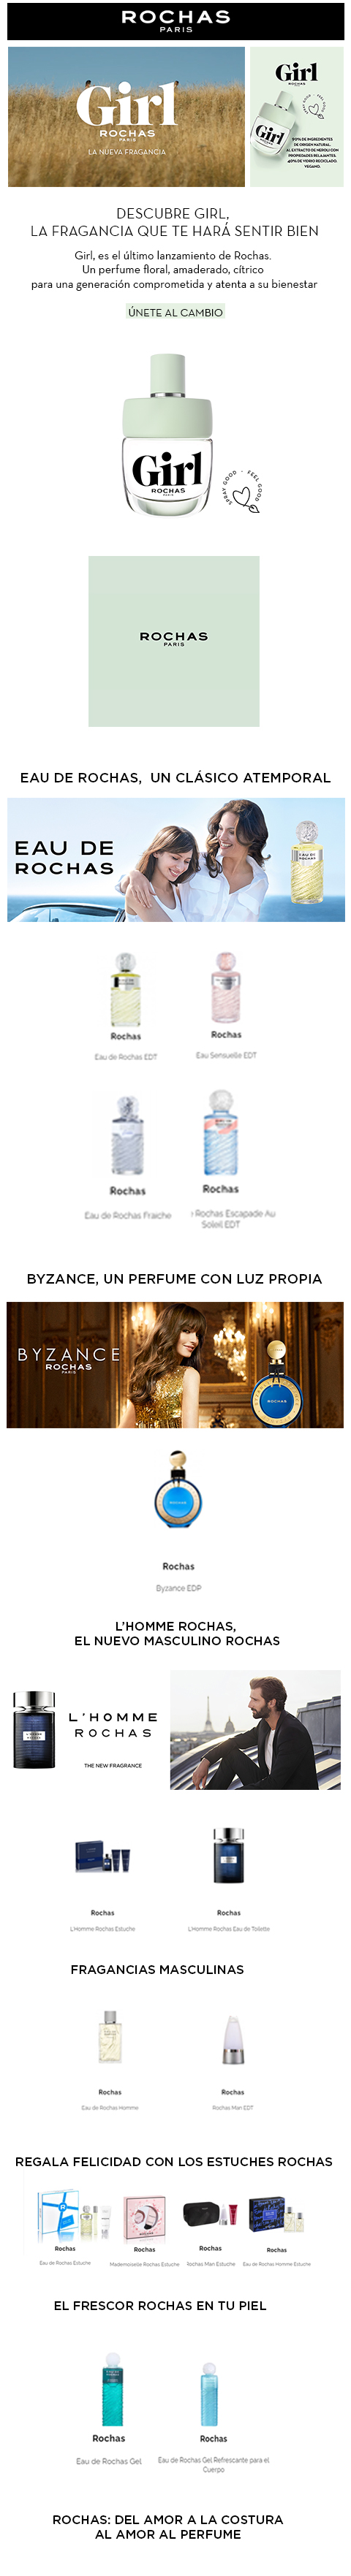 ROCHAS
PARIS
Girl
ROCHAS
PARIS
LA NUEVA FRAGANCIA
Girl
ROCHAS
PARIS
Girl
90% DE INGREDIENTES
DE ORIGEN NATURAL.
AL EXTRACTO DE NEROLI CON
PROPIEDADES RELAJANTES.
40% DE VIDRIO RECICLADO.
VEGANO.
DESCUBRE GIRL,
LA FRAGANCIA QUE TE HARÁ SENTIR BIEN
Girl, es el último lanzamiento de Rochas.
Un perfume floral, amaderado, cítrico
para una generación comprometida y atenta a su bienestar
ÚNETE AL CAMBIO
Girl
ROCHAS
PARIS
SPRAY GOOD · FEEL GOOD
ROCHAS
PARIS
EAU DE ROCHAS, UN CLÁSICO ATEMPORAL
EAU DE
ROCHAS
EAU DE
ROCHAS
Rochas
Eau de Rochas EDT
Rochas
Eau Sensuelle EDT
Rochas
Eau de Rochas Fraiche
Rochas
Rochas Escapade Au
Soleil EDT
BYZANCE, UN PERFUME CON LUZ PROPIA
BYZANCE
ROCHAS
PARIS
ROCHAS
ROCHAS
Rochas
Byzance EDP
L'HOMME ROCHAS,
EL NUEVO MASCULINO ROCHAS
L'HOMME
ROCHAS
THE NEW FRAGRANCE
Rochas
L'Homme Rochas Estuche
Rochas
L'Homme Rochas Eau de Toilette
FRAGANCIAS MASCULINAS
Rochas
Eau de Rochas Homme
Rochas
Rochas Man EDT
REGALA FELICIDAD CON LOS ESTUCHES ROCHAS
Rochas
Eau de Rochas Estuche
Rochas
Mademoiselle Rochas Estuche
Rochas
Rochas Man Estuche
Rochas
Eau de Rochas Homme Estuche
EL FRESCOR ROCHAS EN TU PIEL
Rochas
Eau de Rochas Gel
Rochas
Eau de Rochas Gel Refrescante para el
Cuerpo
ROCHAS: DEL AMOR A LA COSTURA
AL AMOR AL PERFUME